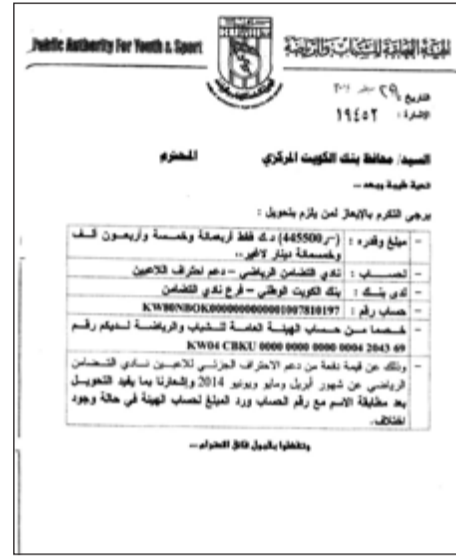 Public Authority For Youth & Sport
الهيئة العامة للشباب والرياضة
التاريخ ٢٩
الإشارة : ١٩٤٥٢
السيد/ محافظ بنك الكويت المركزي المحترم
تحية طيبة وبعد ...
يرجى التكرم بالإيعاز لمن يلزم بتحويل :
– مبلغ وقدره : (445500/-) د.ك فقط أربعمائة وخمسة وأربعون ألف
وخمسمائة دينار لاغير..
– لحساب : نادي التضامن الرياضي – دعم احتراف اللاعبين
– لدى بنك : بنك الكويت الوطني – فرع نادي التضامن
– حساب رقم :
– خصما من حساب الهيئة العامة للشباب والرياضة لديكم رقم
KW04 CBKU 0000 0000 0000 0004 2043 69
– وذلك عن قيمة دفعة من دعم الاحتراف الجزئي للاعبين نادي التضامن
الرياضي عن شهور أبريل ومايو ويونيو 2014 وإشعارنا بما يفيد التحويل
بعد مطابقة الاسم مع رقم الحساب ورد المبلغ لحساب الهيئة في حالة وجود
اختلاف.
وتفضلوا بقبول فائق الاحترام ...